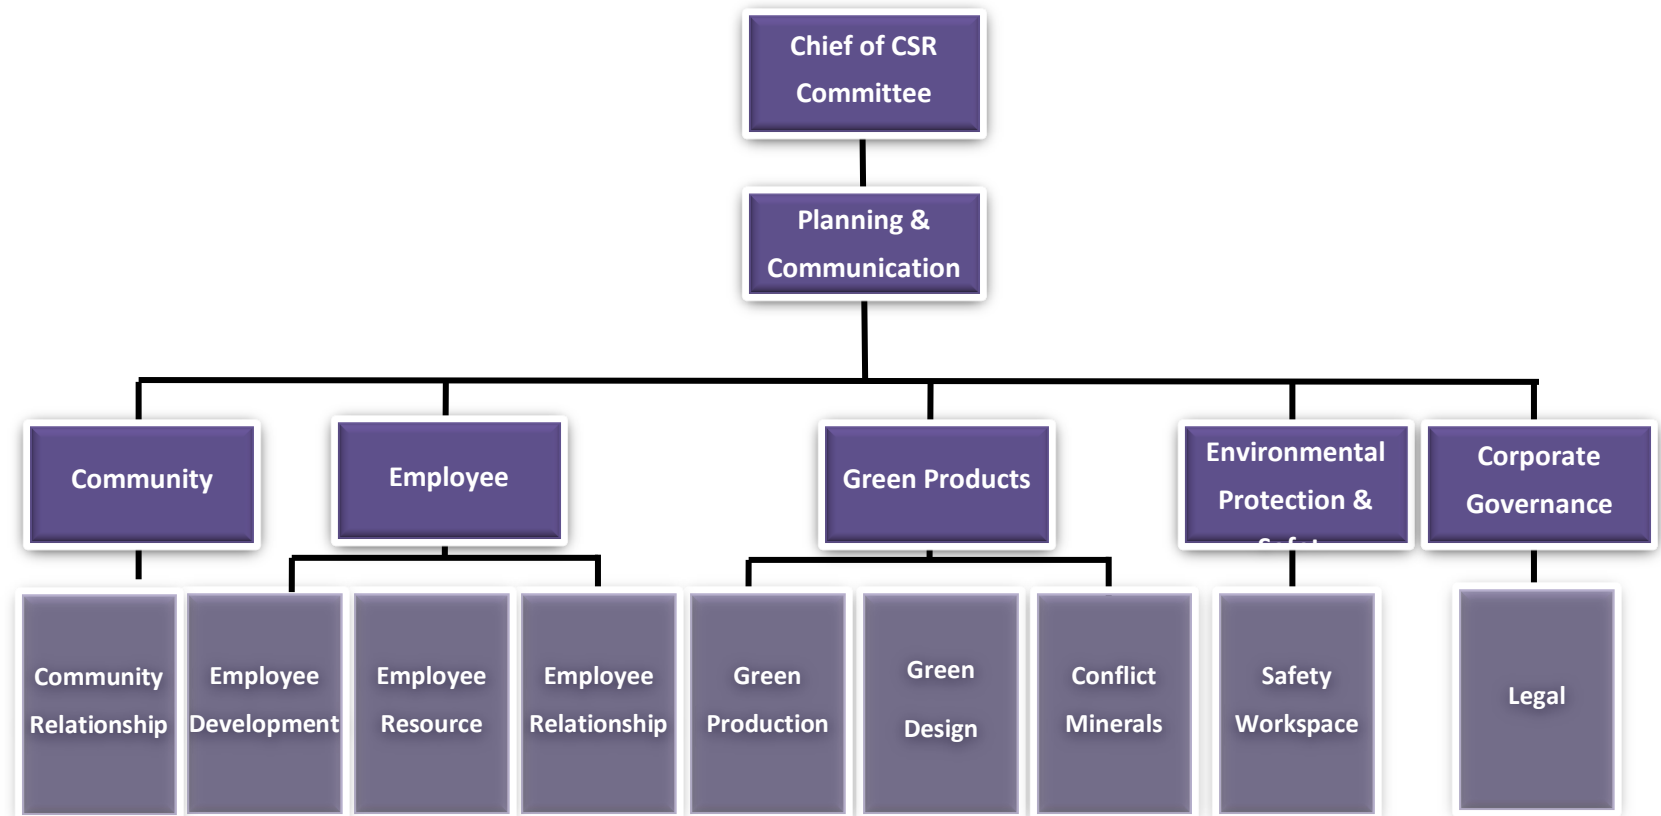 Chief of CSR
Committee
Planning &
Communication
Community
Employee
Green Products
Environmental
Protection &
Corporate
Governance
Community
Relationship
Employee
Development
Employee
Resource
Employee
Relationship
Green
Production
Green
Design
Conflict
Minerals
Safety
Workspace
Legal